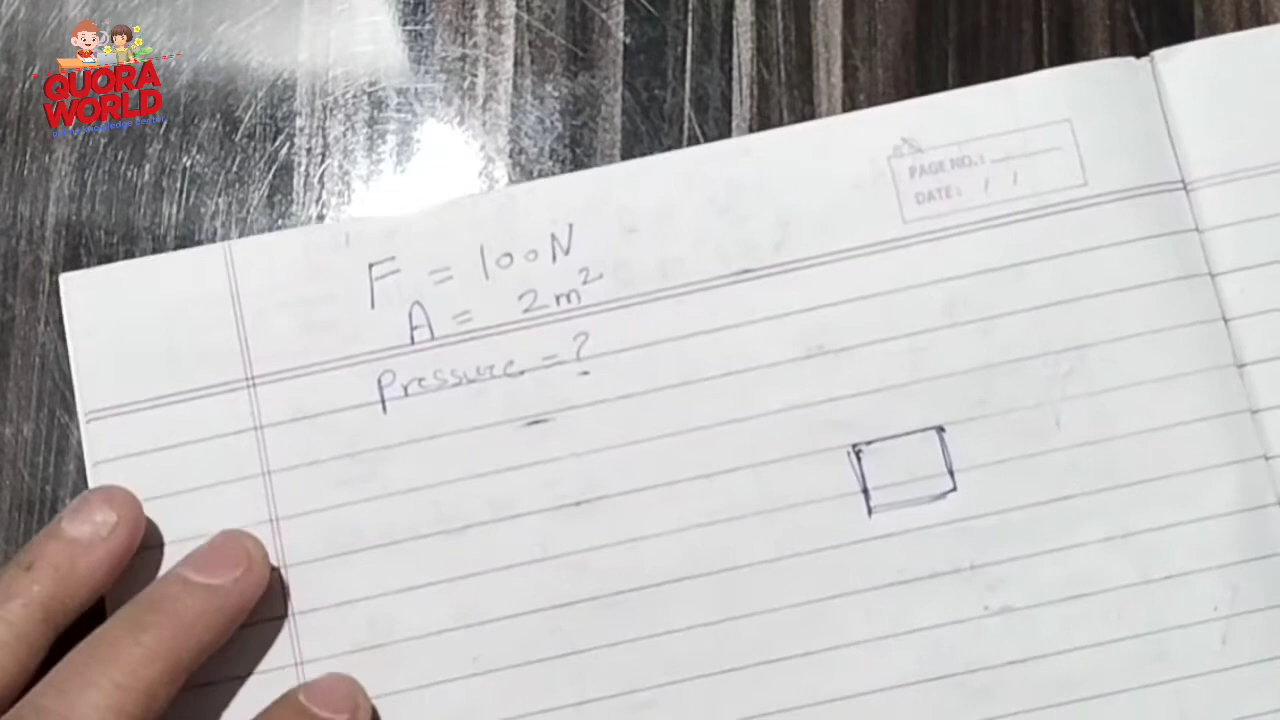 QUORA
WORLD
PAGE NO.:
DATE: / /
F = 100N
A = 2m²
Pressure = ?